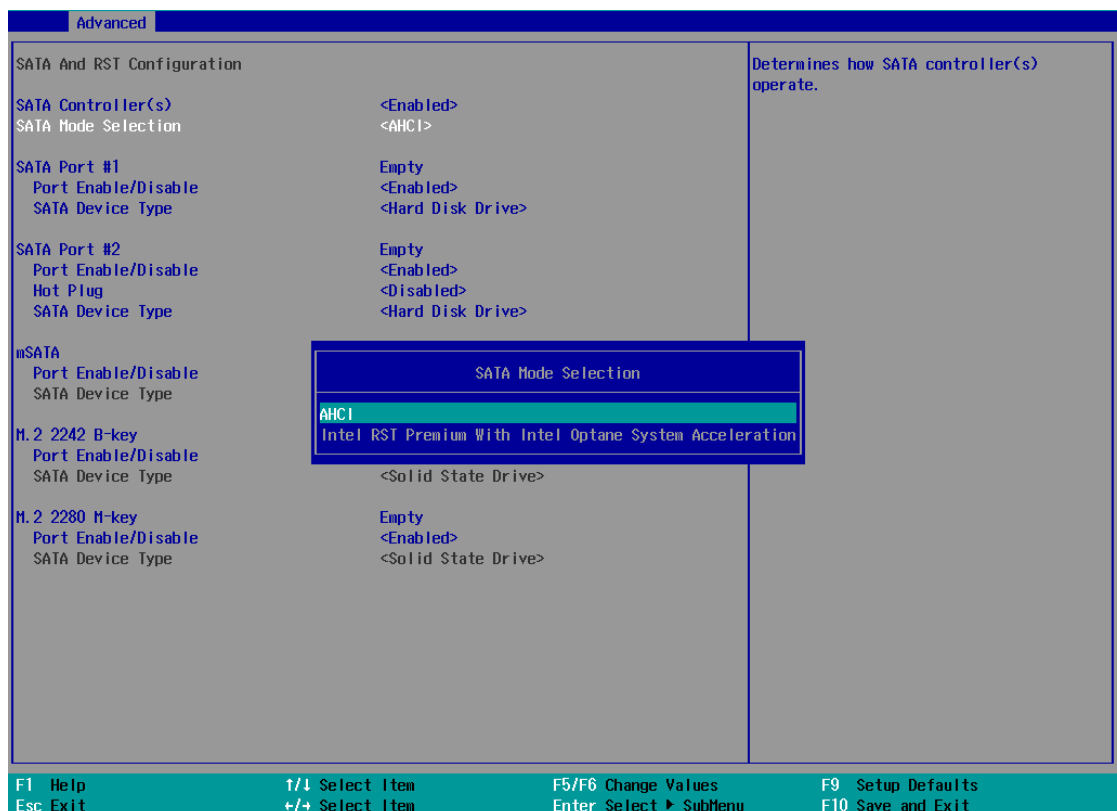 Advanced
SATA And RST Configuration
Determines how SATA controller(s)
operate.
SATA Controller(s) <Enabled>
SATA Mode Selection <AHCI>
SATA Port #1 Empty
Port Enable/Disable <Enabled>
SATA Device Type <Hard Disk Drive>
SATA Port #2 Empty
Port Enable/Disable <Enabled>
Hot Plug <Disabled>
SATA Device Type <Hard Disk Drive>
mSATA
Port Enable/Disable
SATA Device Type
SATA Mode Selection
AHCI
Intel RST Premium With Intel Optane System Acceleration
M.2 2242 B-key
Port Enable/Disable
SATA Device Type <Solid State Drive>
M.2 2280 M-key Empty
Port Enable/Disable <Enabled>
SATA Device Type <Solid State Drive>
F1 Help ↑/↓ Select Item F5/F6 Change Values F9 Setup Defaults
Esc Exit ←/→ Select Item Enter Select ▶ SubMenu F10 Save and Exit